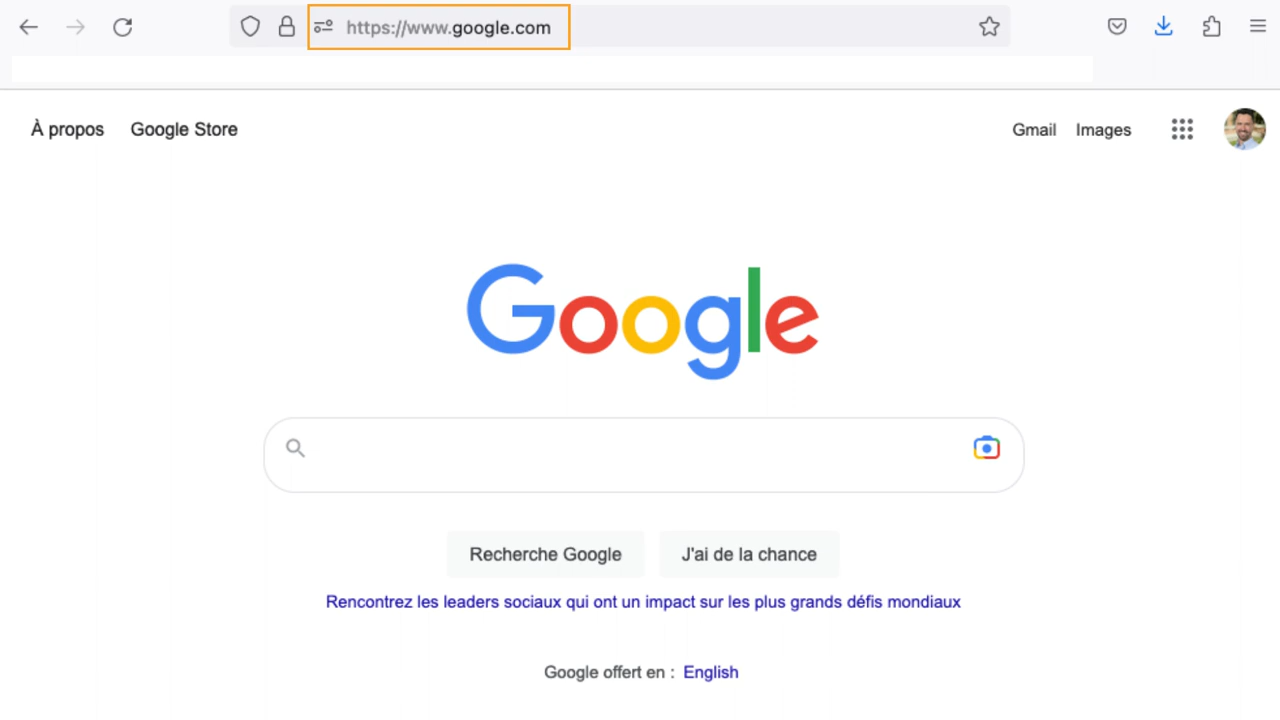 https://www.google.com
À propos Google Store Gmail Images
Google
Recherche Google J'ai de la chance
Rencontrez les leaders sociaux qui ont un impact sur les plus grands défis mondiaux
Google offert en : English